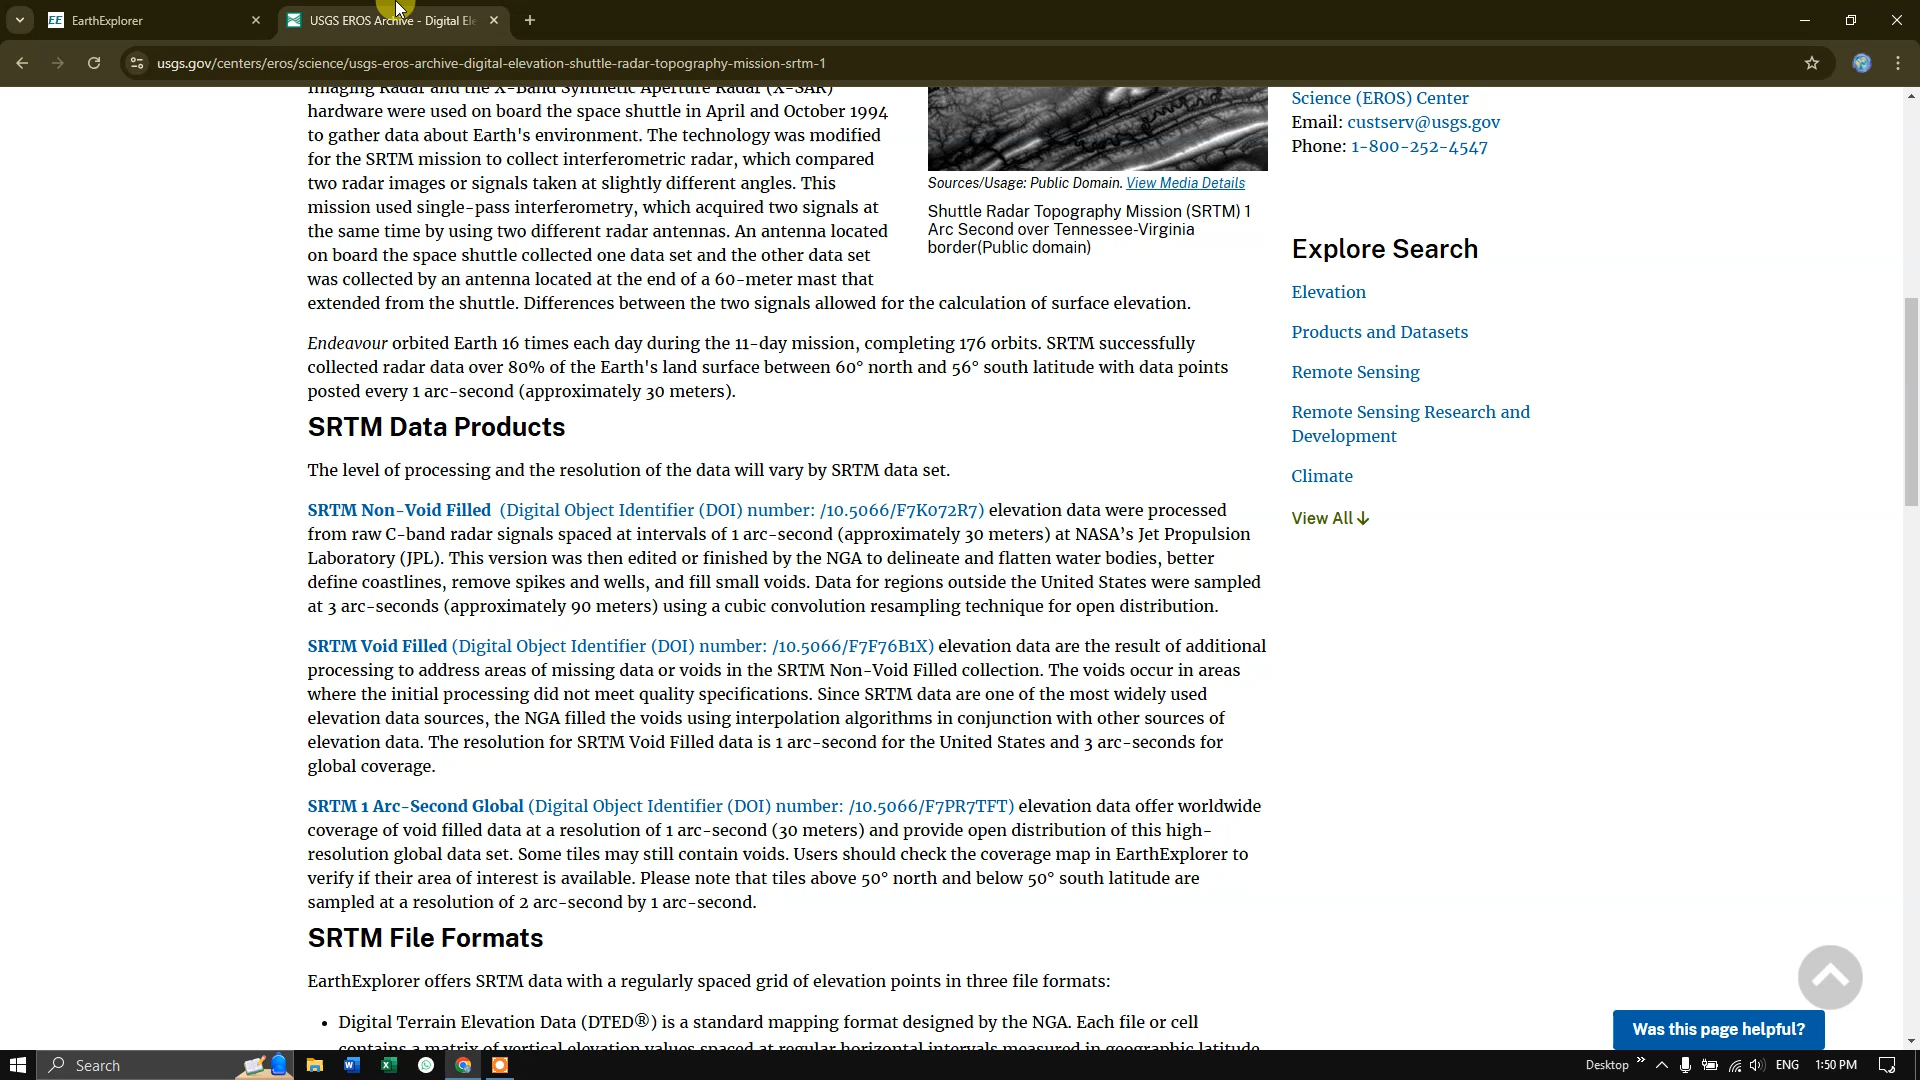 EE EarthExplorer
USGS EROS Archive - Digital Ele
usgs.gov/centers/eros/science/usgs-eros-archive-digital-elevation-shuttle-radar-topography-mission-srtm-1
Imaging Radar and the X-Band Synthetic Aperture Radar (X-SAR)
hardware were used on board the space shuttle in April and October 1994
to gather data about Earth's environment. The technology was modified
for the SRTM mission to collect interferometric radar, which compared
two radar images or signals taken at slightly different angles. This
mission used single-pass interferometry, which acquired two signals at
the same time by using two different radar antennas. An antenna located
on board the space shuttle collected one data set and the other data set
was collected by an antenna located at the end of a 60-meter mast that
extended from the shuttle. Differences between the two signals allowed for the calculation of surface elevation.
Sources/Usage: Public Domain. View Media Details
Shuttle Radar Topography Mission (SRTM) 1
Arc Second over Tennessee-Virginia
border(Public domain)
Endeavour orbited Earth 16 times each day during the 11-day mission, completing 176 orbits. SRTM successfully
collected radar data over 80% of the Earth's land surface between 60° north and 56° south latitude with data points
posted every 1 arc-second (approximately 30 meters).
SRTM Data Products
The level of processing and the resolution of the data will vary by SRTM data set.
SRTM Non-Void Filled (Digital Object Identifier (DOI) number: /10.5066/F7K072R7) elevation data were processed
from raw C-band radar signals spaced at intervals of 1 arc-second (approximately 30 meters) at NASA's Jet Propulsion
Laboratory (JPL). This version was then edited or finished by the NGA to delineate and flatten water bodies, better
define coastlines, remove spikes and wells, and fill small voids. Data for regions outside the United States were sampled
at 3 arc-seconds (approximately 90 meters) using a cubic convolution resampling technique for open distribution.
SRTM Void Filled (Digital Object Identifier (DOI) number: /10.5066/F7F76B1X) elevation data are the result of additional
processing to address areas of missing data or voids in the SRTM Non-Void Filled collection. The voids occur in areas
where the initial processing did not meet quality specifications. Since SRTM data are one of the most widely used
elevation data sources, the NGA filled the voids using interpolation algorithms in conjunction with other sources of
elevation data. The resolution for SRTM Void Filled data is 1 arc-second for the United States and 3 arc-seconds for
global coverage.
SRTM 1 Arc-Second Global (Digital Object Identifier (DOI) number: /10.5066/F7PR7TFT) elevation data offer worldwide
coverage of void filled data at a resolution of 1 arc-second (30 meters) and provide open distribution of this high-
resolution global data set. Some tiles may still contain voids. Users should check the coverage map in EarthExplorer to
verify if their area of interest is available. Please note that tiles above 50° north and below 50° south latitude are
sampled at a resolution of 2 arc-second by 1 arc-second.
SRTM File Formats
EarthExplorer offers SRTM data with a regularly spaced grid of elevation points in three file formats:
• Digital Terrain Elevation Data (DTED®) is a standard mapping format designed by the NGA. Each file or cell
contains a matrix of vertical elevation values spaced at regular horizontal intervals measured in geographic latitude
Science (EROS) Center
Email: custserv@usgs.gov
Phone: 1-800-252-4547
Explore Search
Elevation
Products and Datasets
Remote Sensing
Remote Sensing Research and
Development
Climate
View All
Was this page helpful?
Search
Desktop
ENG
1:50 PM